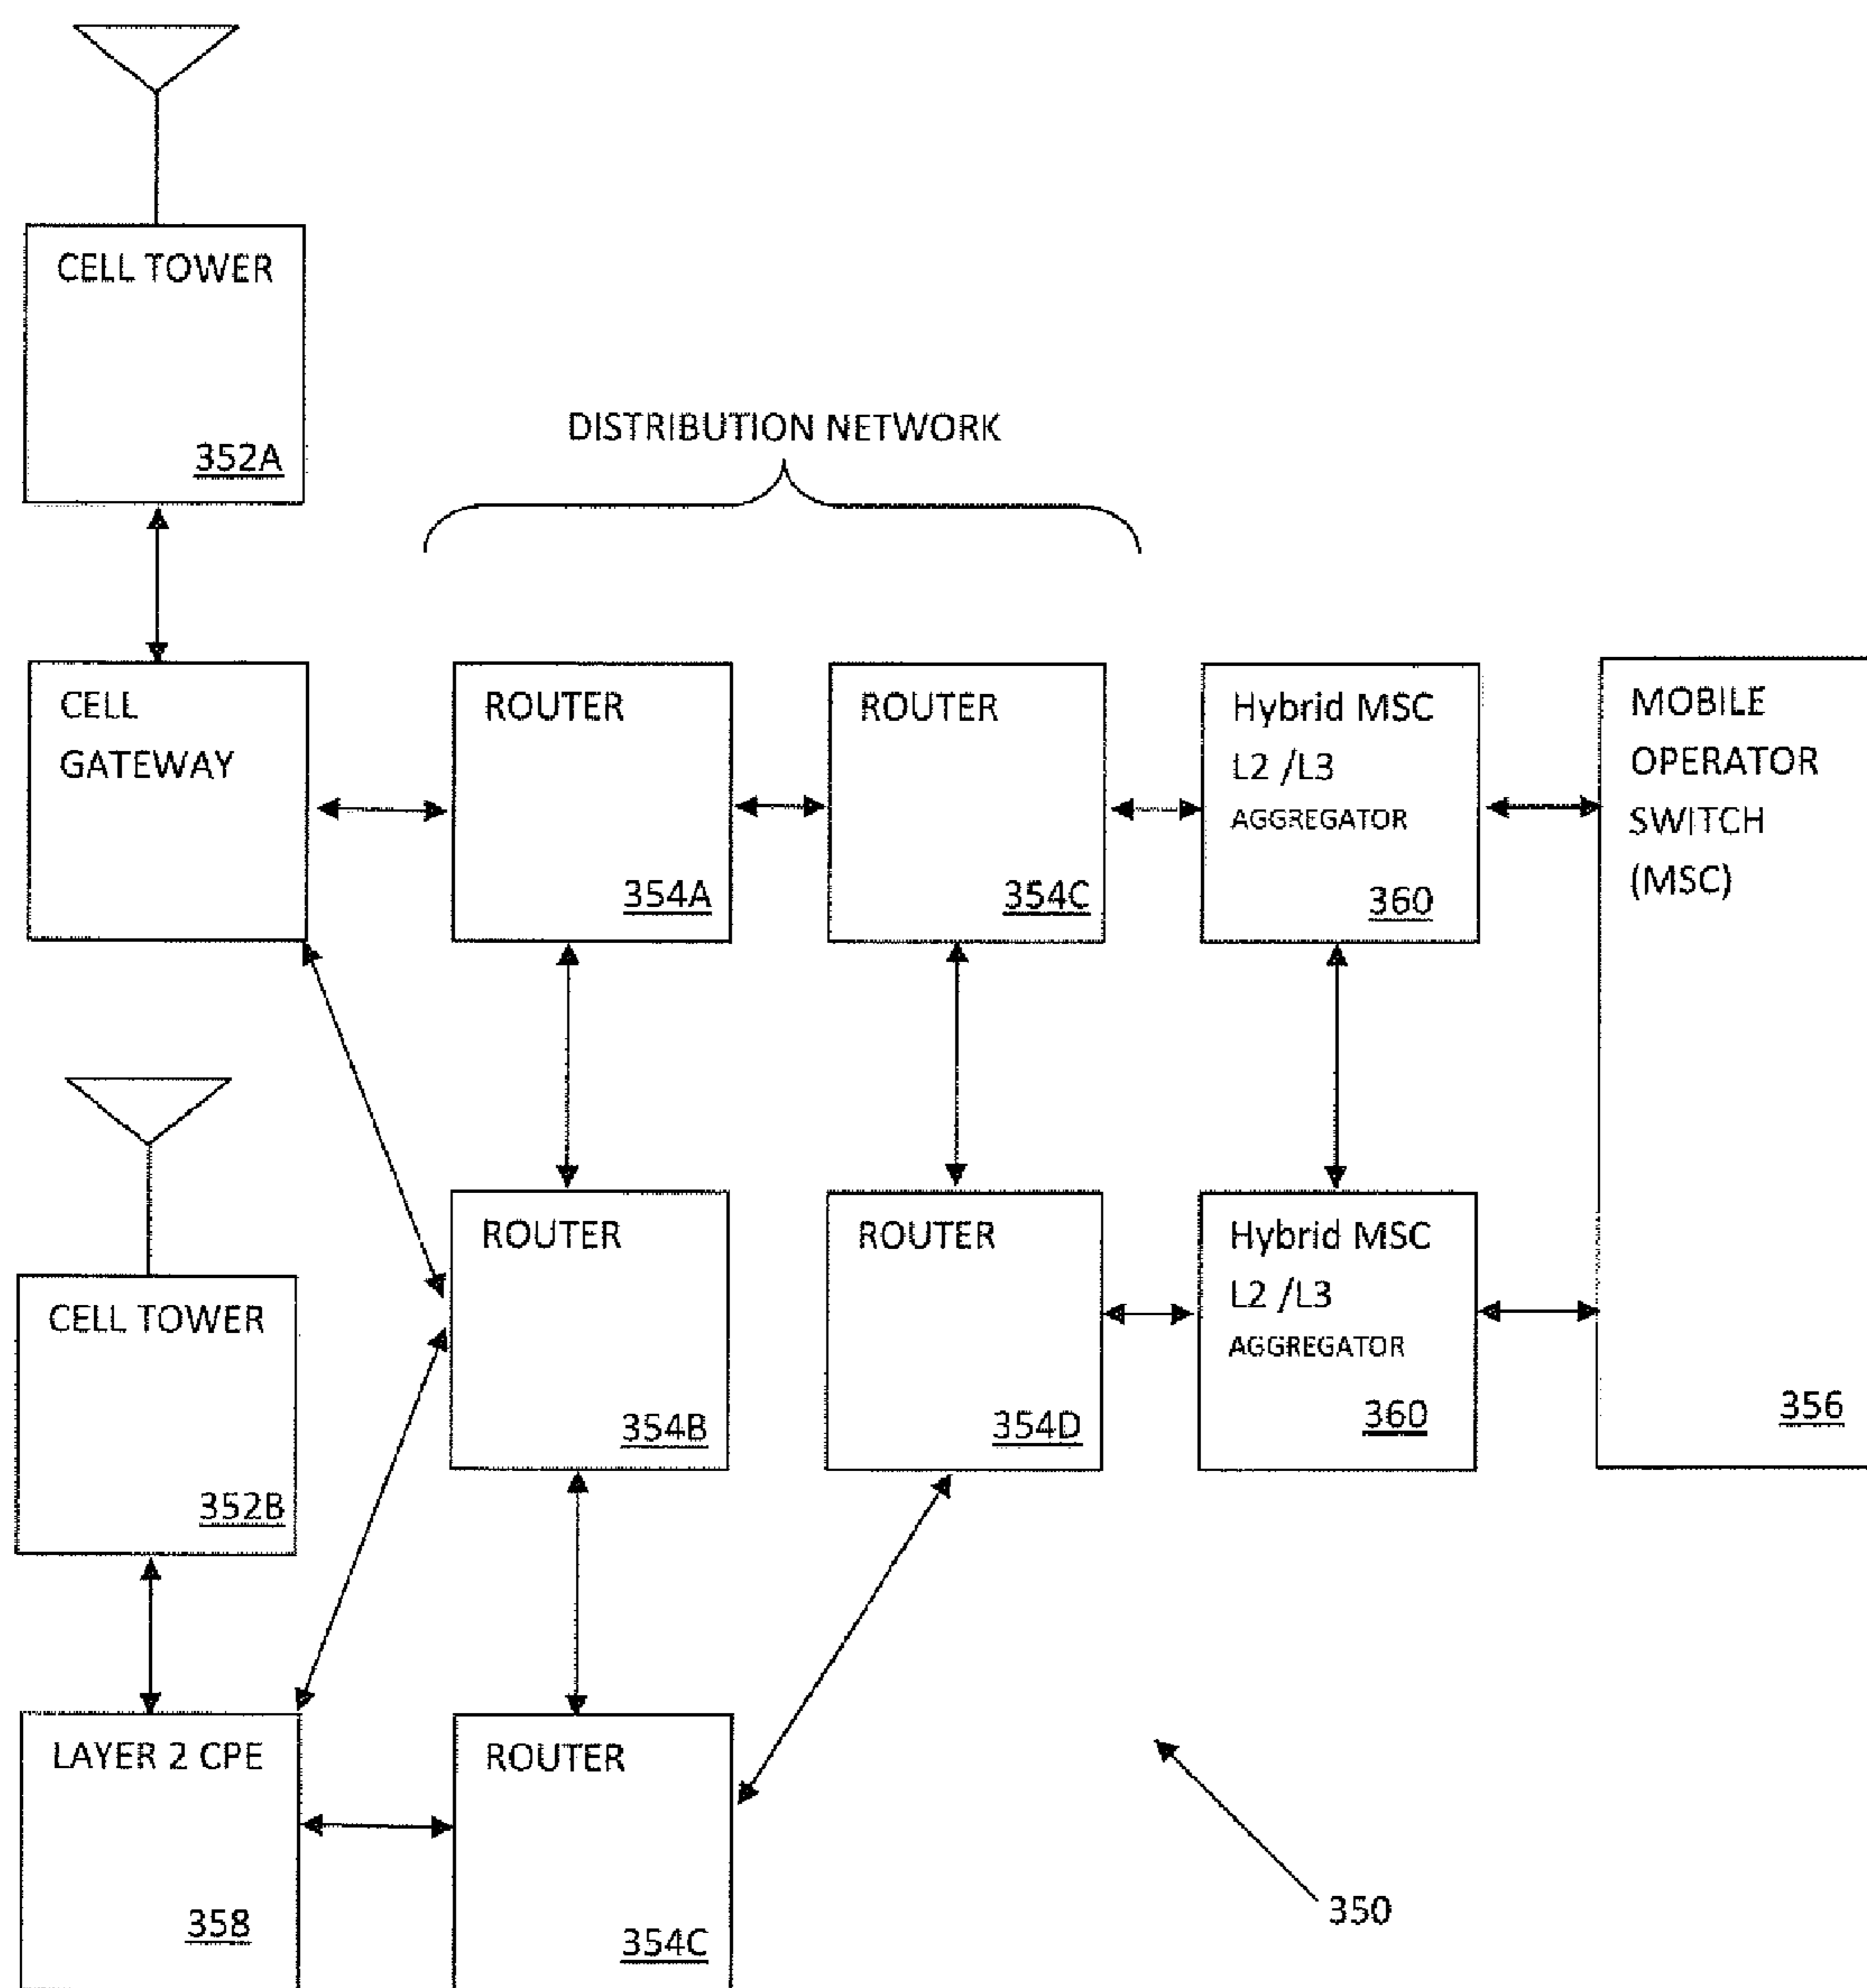 CELL TOWER
352A
DISTRIBUTION NETWORK
CELL
GATEWAY
ROUTER
354A
ROUTER
354C
Hybrid MSC
L2 /L3
AGGREGATOR
360
MOBILE
OPERATOR
SWITCH
(MSC)
356
CELL TOWER
352B
ROUTER
354B
ROUTER
354D
Hybrid MSC
L2 /L3
AGGREGATOR
360
LAYER 2 CPE
358
ROUTER
354C
350